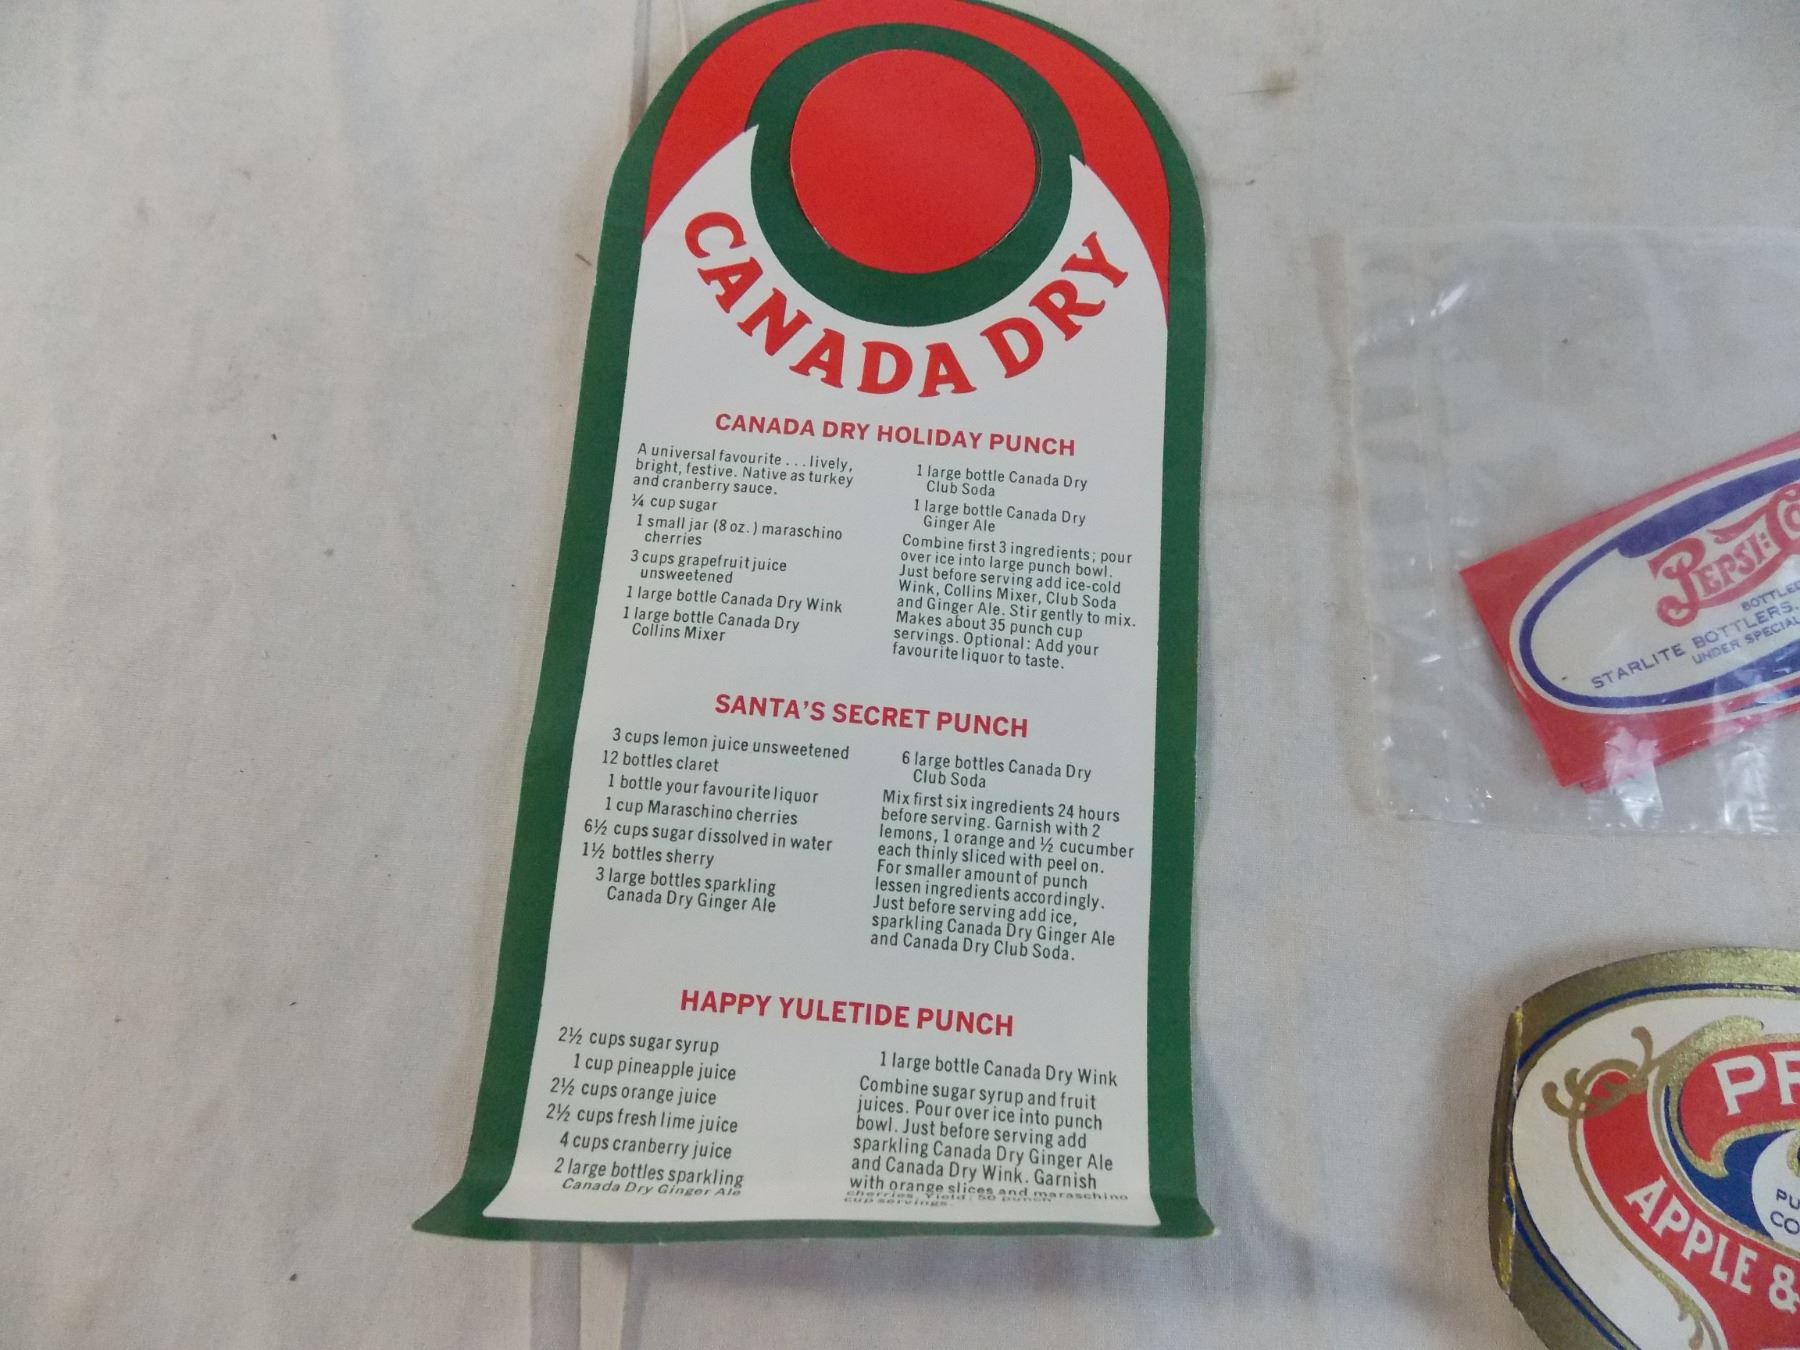 CANADA DRY
CANADA DRY HOLIDAY PUNCH
A universal favourite . . . lively,
bright, festive. Native as turkey
and cranberry sauce.
¼ cup sugar
1 small jar (8 oz.) maraschino
cherries
3 cups grapefruit juice
unsweetened
1 large bottle Canada Dry Wink
1 large bottle Canada Dry
Collins Mixer
1 large bottle Canada Dry
Club Soda
1 large bottle Canada Dry
Ginger Ale
Combine first 3 ingredients; pour
over ice into large punch bowl.
Just before serving add ice-cold
Wink, Collins Mixer, Club Soda
and Ginger Ale. Stir gently to mix.
Makes about 35 punch cup
servings. Optional: Add your
favourite liquor to taste.
SANTA'S SECRET PUNCH
3 cups lemon juice unsweetened
12 bottles claret
1 bottle your favourite liquor
1 cup Maraschino cherries
6½ cups sugar dissolved in water
1½ bottles sherry
3 large bottles sparkling
Canada Dry Ginger Ale
6 large bottles Canada Dry
Club Soda
Mix first six ingredients 24 hours
before serving. Garnish with 2
lemons, 1 orange and ½ cucumber
each thinly sliced with peel on.
For smaller amount of punch
lessen ingredients accordingly.
Just before serving add ice,
sparkling Canada Dry Ginger Ale
and Canada Dry Club Soda.
HAPPY YULETIDE PUNCH
2½ cups sugar syrup
1 cup pineapple juice
2½ cups orange juice
2½ cups fresh lime juice
4 cups cranberry juice
2 large bottles sparkling
Canada Dry Ginger Ale
1 large bottle Canada Dry Wink
Combine sugar syrup and fruit
juices. Pour over ice into punch
bowl. Just before serving add
sparkling Canada Dry Ginger Ale
and Canada Dry Wink. Garnish
with orange slices and maraschino
cherries. Yield: 50 punch
cup servings.
PEPSI:
BOTTLED
STARLITE BOTTLERS,
UNDER SPECIAL
APPLE &